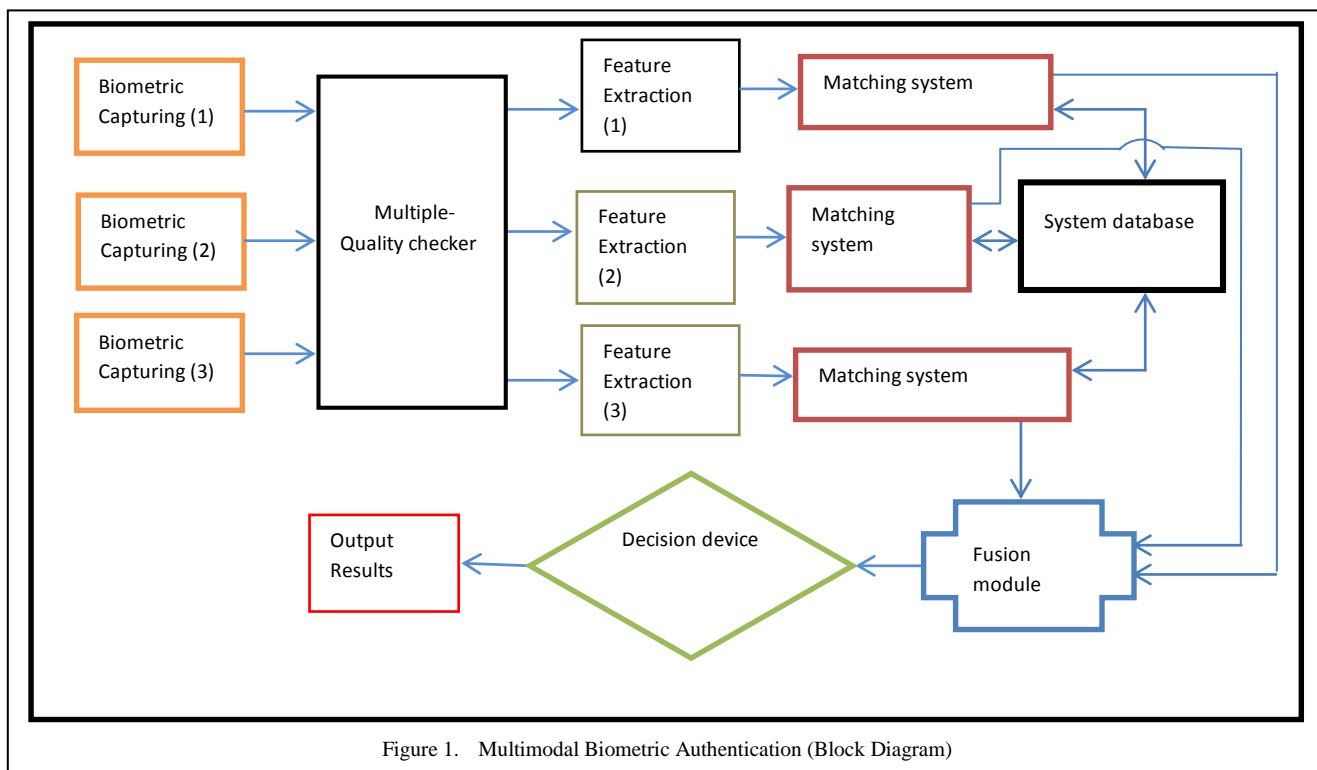 Biometric
Capturing (1)
Biometric
Capturing (2)
Biometric
Capturing (3)
Multiple-
Quality checker
Feature
Extraction
(1)
Feature
Extraction
(2)
Feature
Extraction
(3)
Matching system
Matching
system
Matching system
System database
Fusion
module
Decision device
Output
Results
Figure 1. Multimodal Biometric Authentication (Block Diagram)